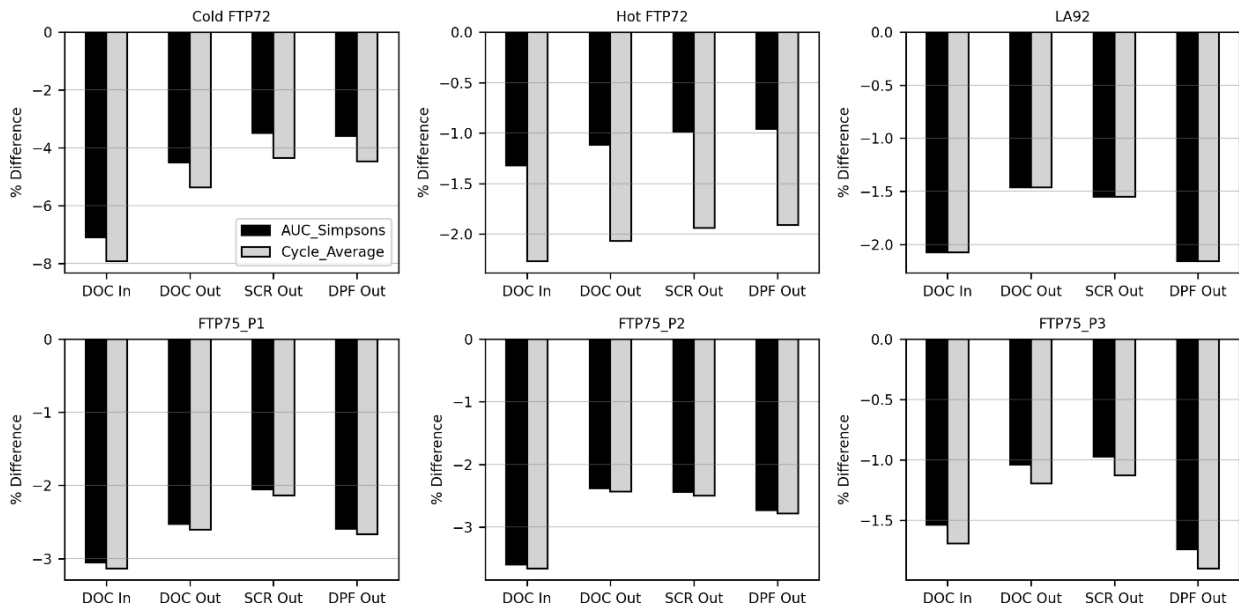 Cold FTP72
% Difference
0
−2
−4
−6
−8
AUC_Simpsons
Cycle_Average
DOC In DOC Out SCR Out DPF Out
Hot FTP72
% Difference
0.0
−0.5
−1.0
−1.5
−2.0
DOC In DOC Out SCR Out DPF Out
LA92
% Difference
0.0
−0.5
−1.0
−1.5
−2.0
DOC In DOC Out SCR Out DPF Out
FTP75_P1
% Difference
0
−1
−2
−3
DOC In DOC Out SCR Out DPF Out
FTP75_P2
% Difference
0
−1
−2
−3
DOC In DOC Out SCR Out DPF Out
FTP75_P3
% Difference
0.0
−0.5
−1.0
−1.5
DOC In DOC Out SCR Out DPF Out